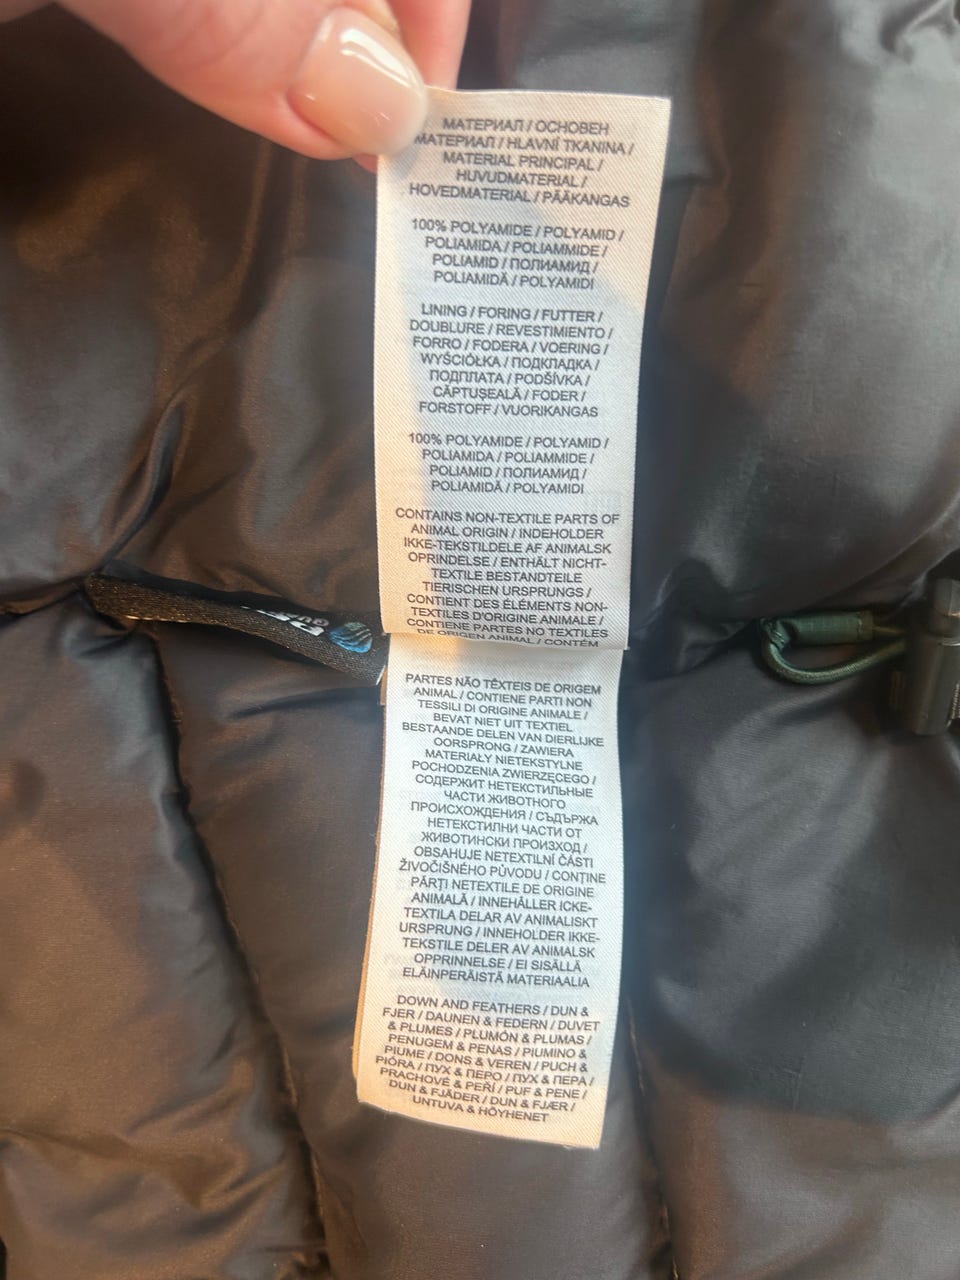 МАТЕРИАЛ / ОСНОВЕН
МАТЕРИАЛ / HLAVNÍ TKANINA /
MATERIAL PRINCIPAL /
HUVUDMATERIAL /
HOVEDMATERIAL / PÄÄKANGAS
100% POLYAMIDE / POLYAMID /
POLIAMIDA / POLIAMMIDE /
POLIAMID / ПОЛИАМИД /
POLIAMIDĂ / POLYAMIDI
LINING / FORING / FUTTER /
DOUBLURE / REVESTIMIENTO /
FORRO / FODERA / VOERING /
WYŚCIÓŁKA / ПОДКЛАДКА /
ПОДПЛАТА / PODŠÍVKA /
CĂPTUȘEALĂ / FODER /
FORSTOFF / VUORIKANGAS
100% POLYAMIDE / POLYAMID /
POLIAMIDA / POLIAMMIDE /
POLIAMID / ПОЛИАМИД /
POLIAMIDĂ / POLYAMIDI
CONTAINS NON-TEXTILE PARTS OF
ANIMAL ORIGIN / INDEHOLDER
IKKE-TEKSTILDELE AF ANIMALSK
OPRINDELSE / ENTHÄLT NICHT-
TEXTILE BESTANDTEILE
TIERISCHEN URSPRUNGS /
CONTIENT DES ÉLÉMENTS NON-
TEXTILES D'ORIGINE ANIMALE /
CONTIENE PARTES NO TEXTILES
DE ORIGEN ANIMAL / CONTÉM
PARTES NÃO TÊXTEIS DE ORIGEM
ANIMAL / CONTIENE PARTI NON
TESSILI DI ORIGINE ANIMALE /
BEVAT NIET UIT TEXTIEL
BESTAANDE DELEN VAN DIERLIJKE
OORSPRONG / ZAWIERA
MATERIAŁY NIETEKSTYLNE
POCHODZENIA ZWIERZĘCEGO /
СОДЕРЖИТ НЕТЕКСТИЛЬНЫЕ
ЧАСТИ ЖИВОТНОГО
ПРОИСХОЖДЕНИЯ / СЪДЪРЖА
НЕТЕКСТИЛНИ ЧАСТИ ОТ
ЖИВОТИНСКИ ПРОИЗХОД /
OBSAHUJE NETEXTILNÍ ČÁSTI
ŽIVOČIŠNÉHO PŮVODU / CONȚINE
PĂRȚI NETEXTILE DE ORIGINE
ANIMALĂ / INNEHÅLLER ICKE-
TEXTILA DELAR AV ANIMALISKT
URSPRUNG / INNEHOLDER IKKE-
TEKSTILE DELER AV ANIMALSK
OPPRINNELSE / EI SISÄLLÄ
ELÄINPERÄISTÄ MATERIAALIA
DOWN AND FEATHERS / DUN &
FJER / DAUNEN & FEDERN / DUVET
& PLUMES / PLUMÓN & PLUMAS /
PENUGEM & PENAS / PIUMINO &
PIUME / DONS & VEREN / PUCH &
PIÓRA / ПУХ & ПЕРО / ПУХ & ПЕРА /
PRACHOVÉ & PEŘÍ / PUF & PENE /
DUN & FJÄDER / DUN & FJÆR /
UNTUVA & HÖYHENET